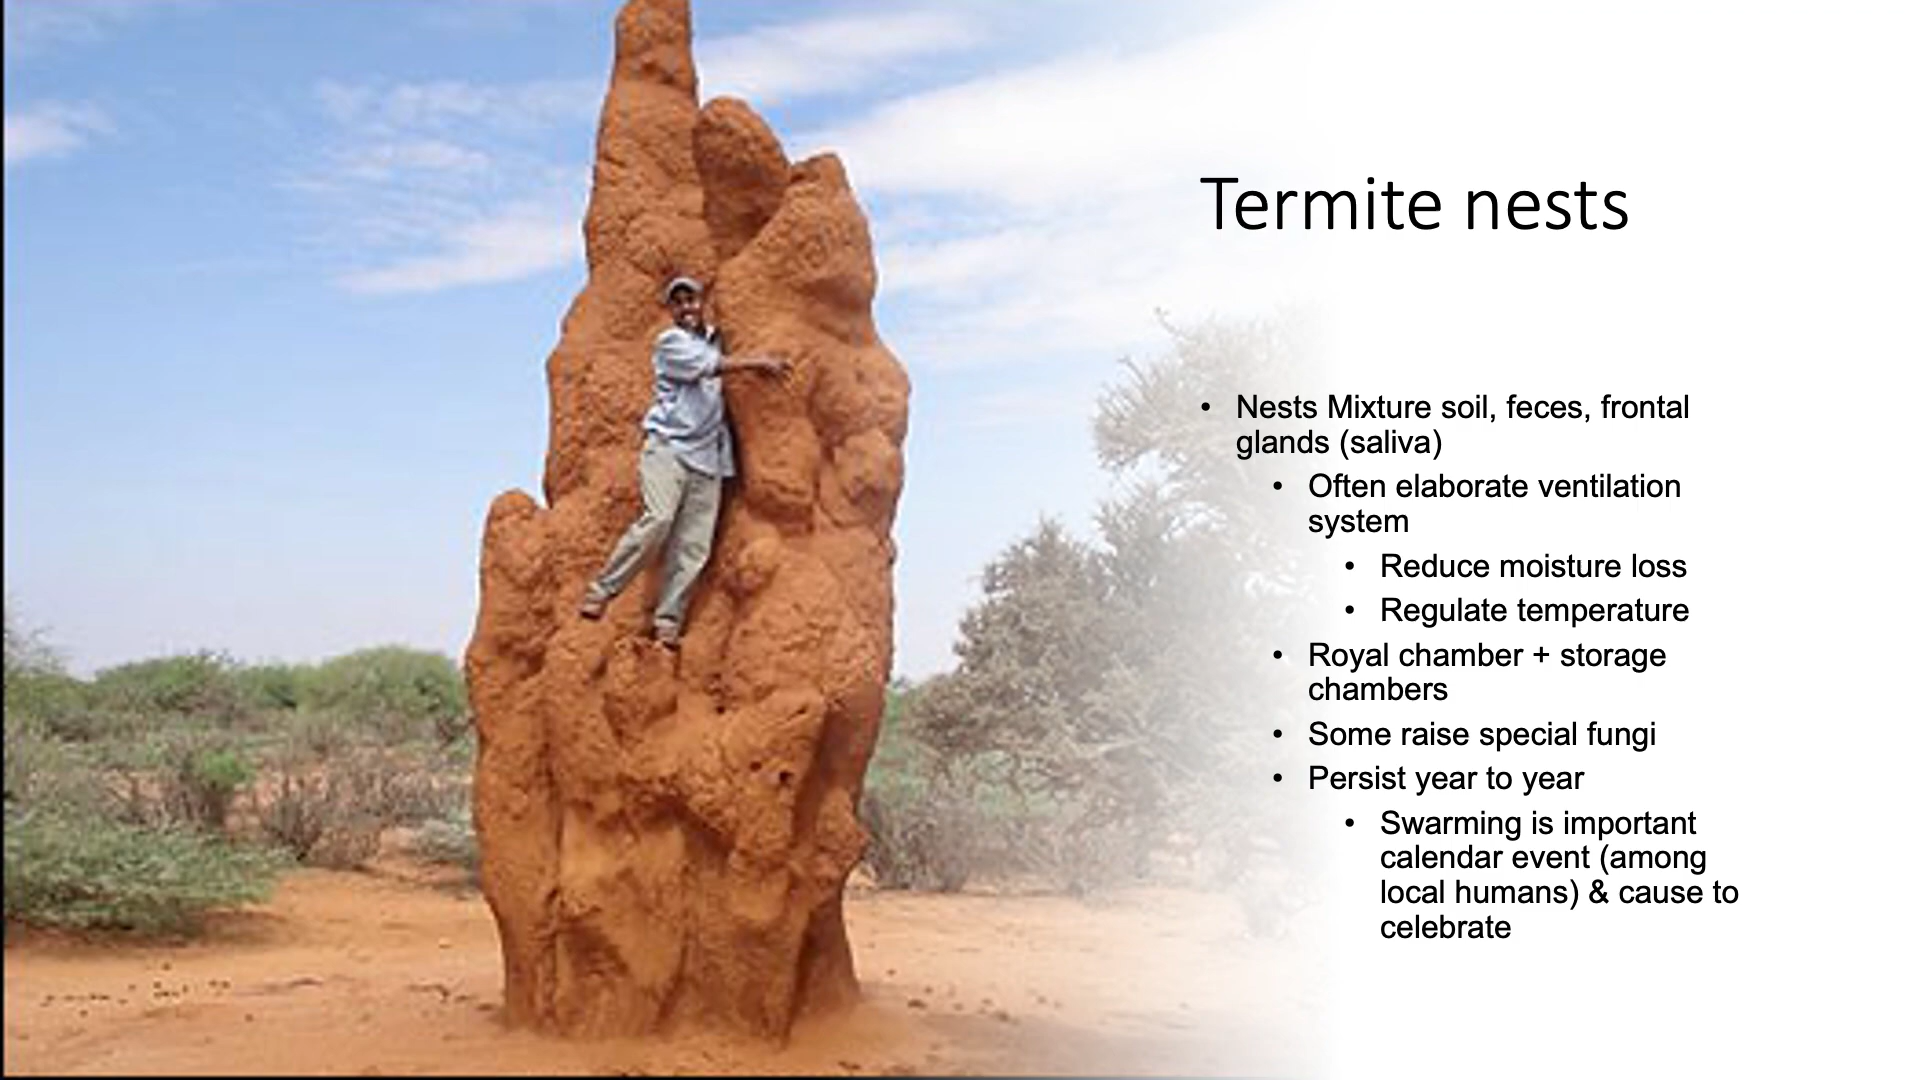 Termite nests
• Nests Mixture soil, feces, frontal
glands (saliva)
• Often elaborate ventilation
system
• Reduce moisture loss
• Regulate temperature
• Royal chamber + storage
chambers
• Some raise special fungi
• Persist year to year
• Swarming is important
calendar event (among
local humans) & cause to
celebrate